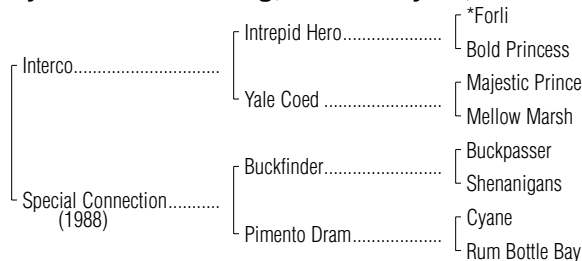 *Forli
Intrepid Hero
Bold Princess
Interco
Majestic Prince
Yale Coed
Mellow Marsh
Buckpasser
Buckfinder
Shenanigans
Special Connection
(1988)
Cyane
Pimento Dram
Rum Bottle Bay